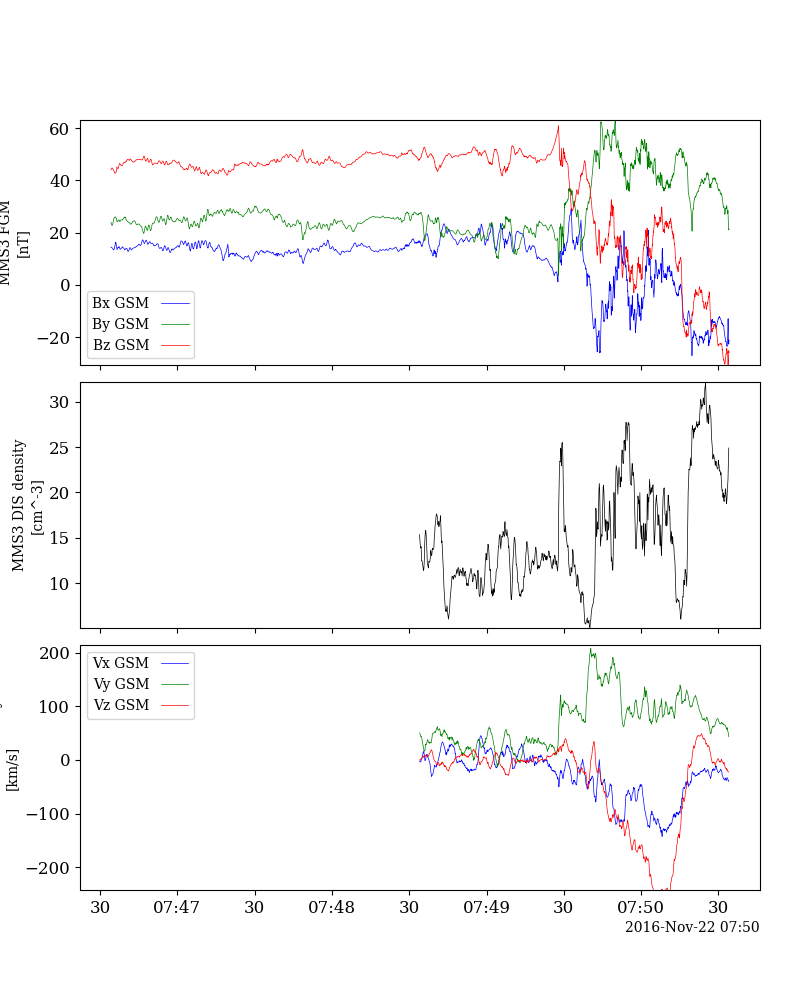 60
40
20
0
−20
MMS3 FGM
[nT]
Bx GSM
By GSM
Bz GSM
30
25
20
15
10
MMS3 DIS density
[cm^-3]
200
100
0
−100
−200
[km/s]
Vx GSM
Vy GSM
Vz GSM
30 07:47 30 07:48 30 07:49 30 07:50 30
2016-Nov-22 07:50